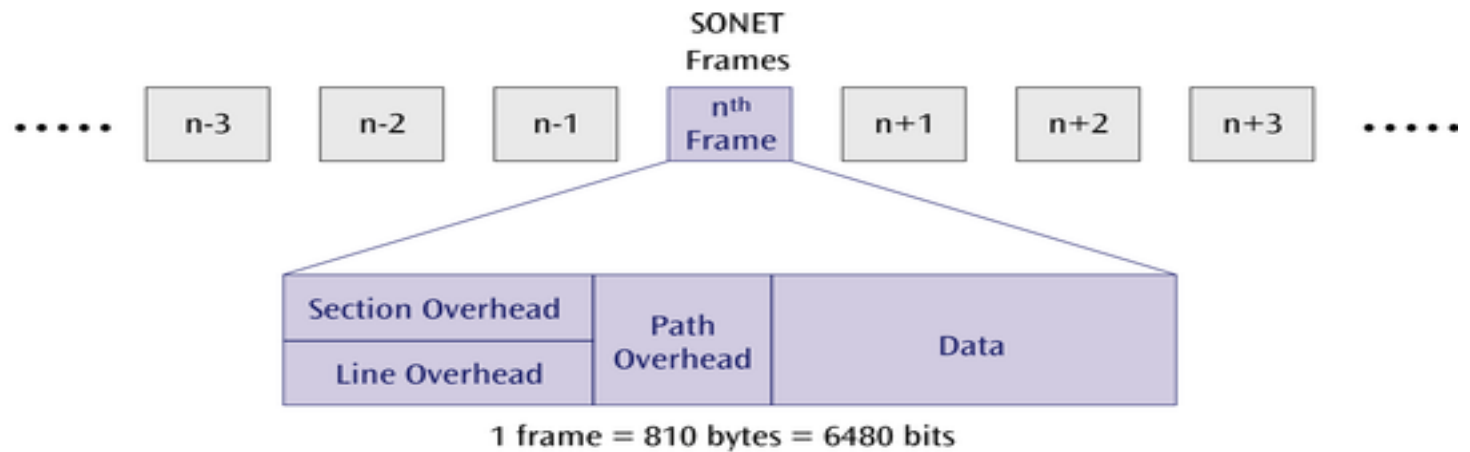 SONET
Frames
..... n-3 n-2 n-1 nth Frame n+1 n+2 n+3 .....
Section Overhead
Line Overhead
Path
Overhead
Data
1 frame = 810 bytes = 6480 bits